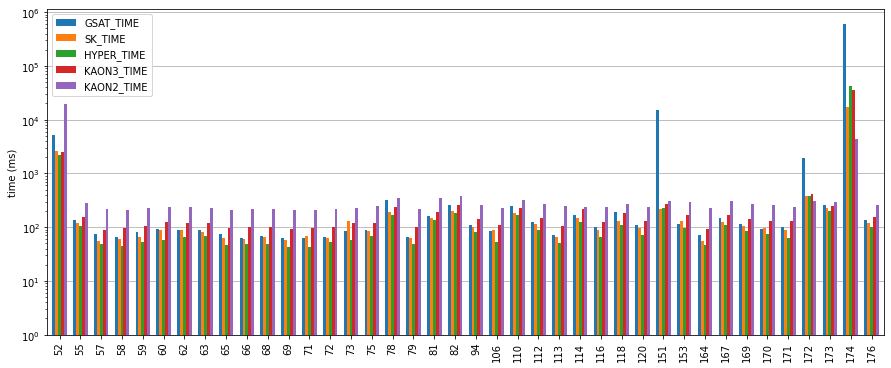 GSAT_TIME
SK_TIME
HYPER_TIME
KAON3_TIME
KAON2_TIME
time (ms)
10⁶
10⁵
10⁴
10³
10²
10¹
10⁰
52 55 57 58 59 60 62 63 65 66 68 69 71 72 73 75 78 79 81 82 94 106 110 112 113 114 116 118 120 151 153 164 167 169 170 171 172 173 174 176